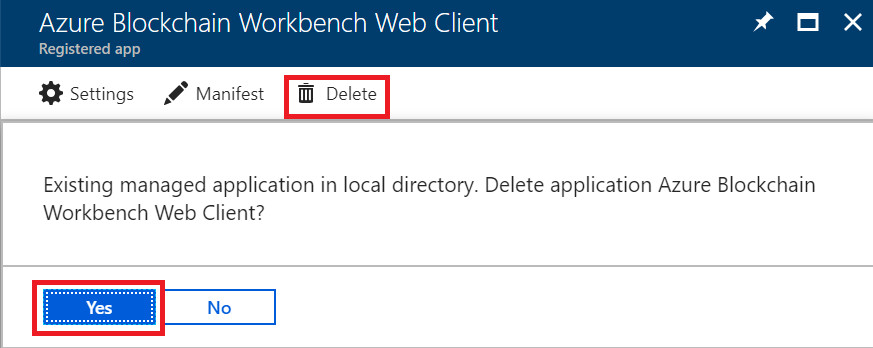 Azure Blockchain Workbench Web Client
Registered app
Settings Manifest Delete
Existing managed application in local directory. Delete application Azure Blockchain
Workbench Web Client?
Yes No